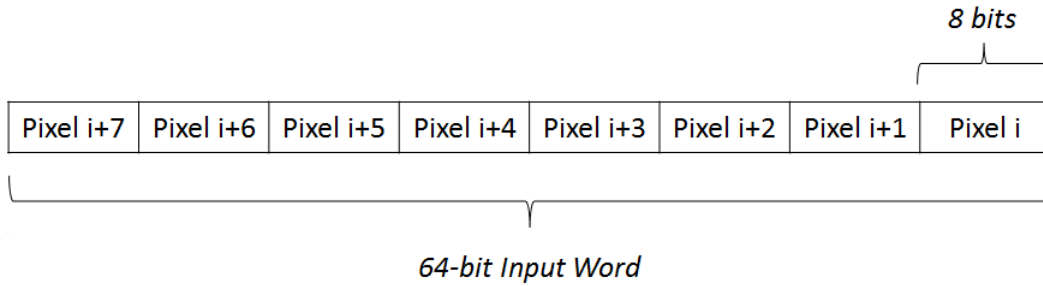 8 bits
Pixel i+7 Pixel i+6 Pixel i+5 Pixel i+4 Pixel i+3 Pixel i+2 Pixel i+1 Pixel i
64-bit Input Word